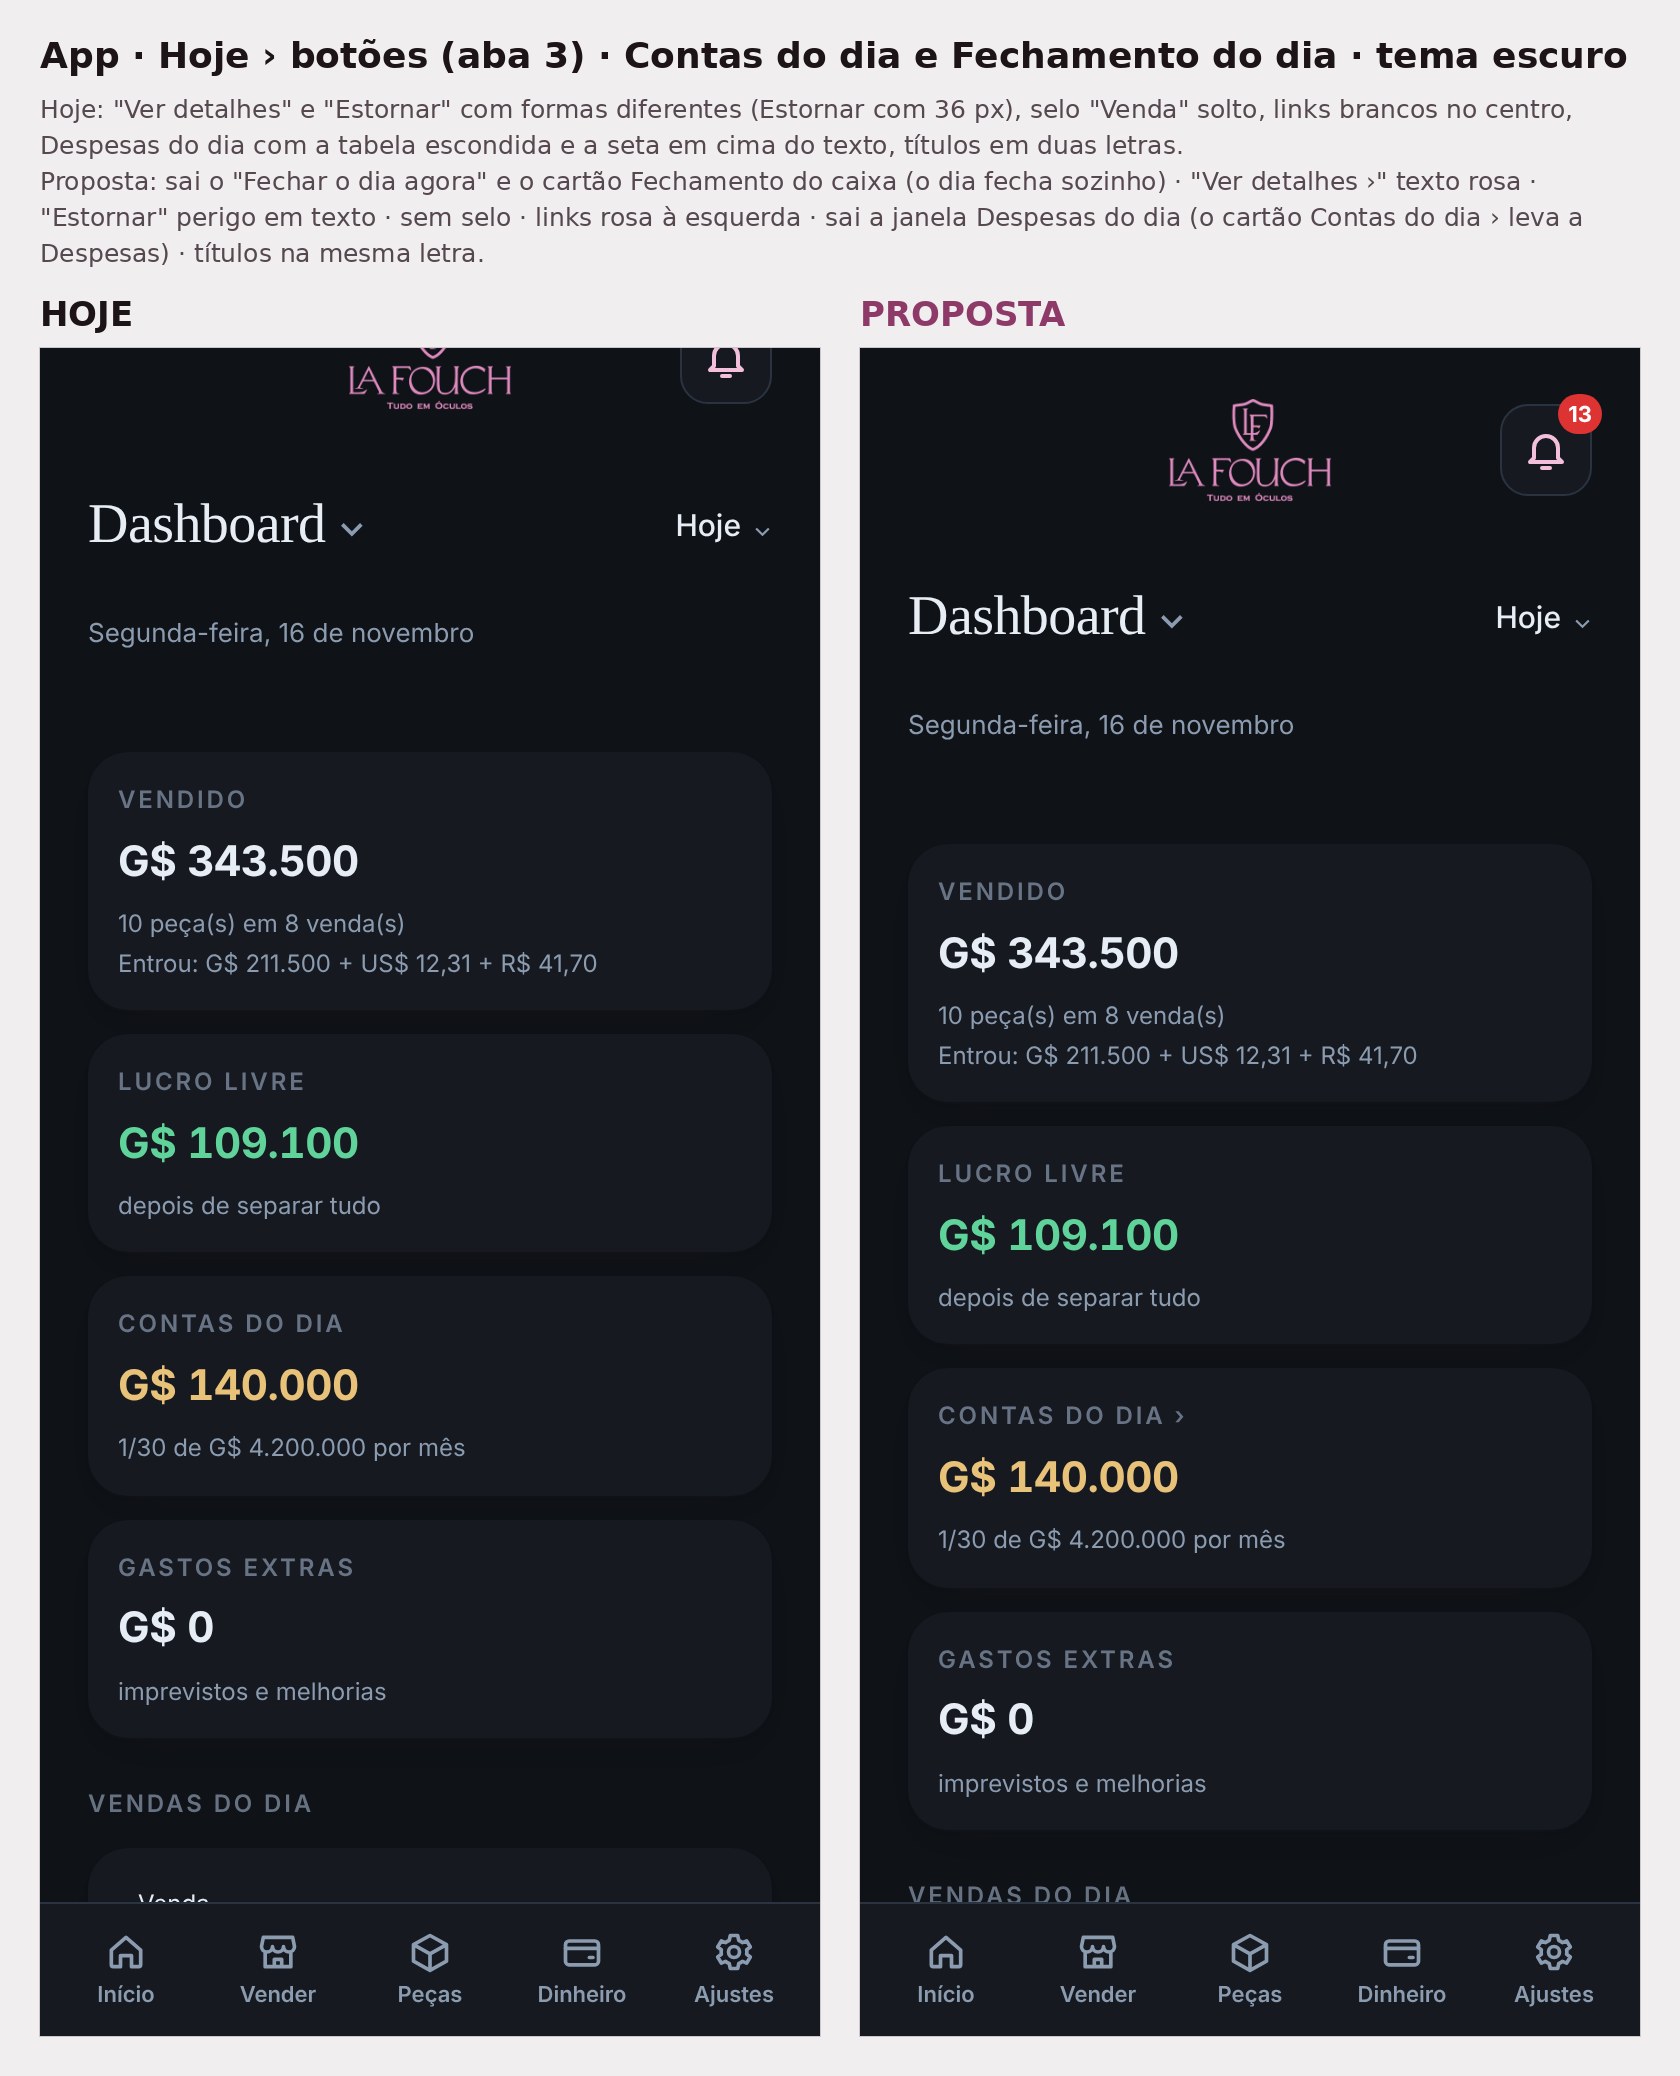 App · Hoje › botões (aba 3) · Contas do dia e Fechamento do dia · tema escuro
Hoje: "Ver detalhes" e "Estornar" com formas diferentes (Estornar com 36 px), selo "Venda" solto, links brancos no centro,
Despesas do dia com a tabela escondida e a seta em cima do texto, títulos em duas letras.
Proposta: sai o "Fechar o dia agora" e o cartão Fechamento do caixa (o dia fecha sozinho) · "Ver detalhes ›" texto rosa ·
"Estornar" perigo em texto · sem selo · links rosa à esquerda · sai a janela Despesas do dia (o cartão Contas do dia › leva a
Despesas) · títulos na mesma letra.
HOJE
LA FOUCH
TUDO EM ÓCULOS
Dashboard
Hoje
Segunda-feira, 16 de novembro
VENDIDO
G$ 343.500
10 peça(s) em 8 venda(s)
Entrou: G$ 211.500 + US$ 12,31 + R$ 41,70
LUCRO LIVRE
G$ 109.100
depois de separar tudo
CONTAS DO DIA
G$ 140.000
1/30 de G$ 4.200.000 por mês
GASTOS EXTRAS
G$ 0
imprevistos e melhorias
VENDAS DO DIA
Venda
Início
Vender
Peças
Dinheiro
Ajustes
PROPOSTA
LF
LA FOUCH
TUDO EM ÓCULOS
13
Dashboard
Hoje
Segunda-feira, 16 de novembro
VENDIDO
G$ 343.500
10 peça(s) em 8 venda(s)
Entrou: G$ 211.500 + US$ 12,31 + R$ 41,70
LUCRO LIVRE
G$ 109.100
depois de separar tudo
CONTAS DO DIA ›
G$ 140.000
1/30 de G$ 4.200.000 por mês
GASTOS EXTRAS
G$ 0
imprevistos e melhorias
VENDAS DO DIA
Início
Vender
Peças
Dinheiro
Ajustes